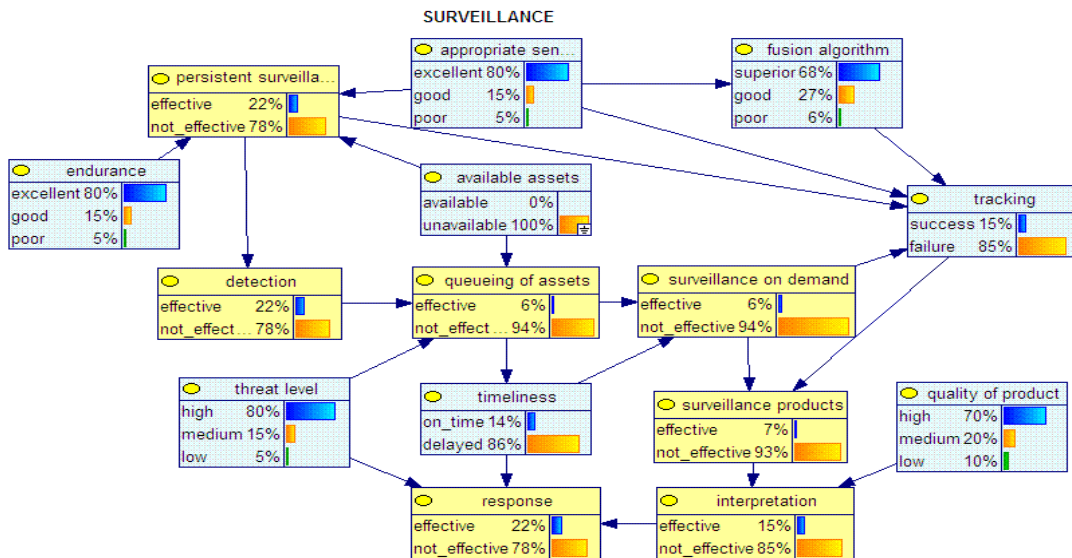 SURVEILLANCE
appropriate sen...
excellent 80%
good 15%
poor 5%
fusion algorithm
superior 68%
good 27%
poor 6%
persistent surveilla...
effective 22%
not_effective 78%
endurance
excellent 80%
good 15%
poor 5%
available assets
available 0%
unavailable 100%
tracking
success 15%
failure 85%
detection
effective 22%
not_effect ... 78%
queueing of assets
effective 6%
not_effect ... 94%
surveillance on demand
effective 6%
not_effective 94%
threat level
high 80%
medium 15%
low 5%
timeliness
on_time 14%
delayed 86%
surveillance products
effective 7%
not_effective 93%
quality of product
high 70%
medium 20%
low 10%
response
effective 22%
not_effective 78%
interpretation
effective 15%
not_effective 85%